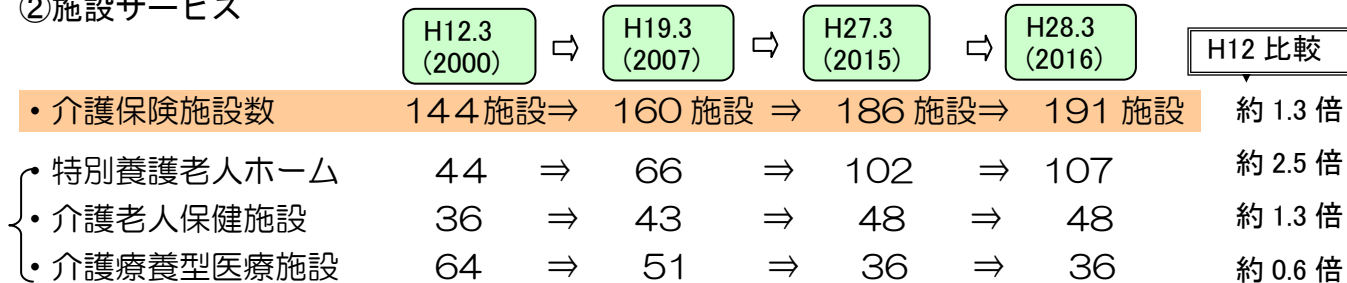 ②施設サービス
H12.3 (2000) ⇨ H19.3 (2007) ⇨ H27.3 (2015) ⇨ H28.3 (2016) H12 比較
・介護保険施設数 144施設⇒ 160 施設 ⇒ 186 施設⇒ 191 施設 約 1.3 倍
・特別養護老人ホーム 44 ⇒ 66 ⇒ 102 ⇒ 107 約 2.5 倍
・介護老人保健施設 36 ⇒ 43 ⇒ 48 ⇒ 48 約 1.3 倍
・介護療養型医療施設 64 ⇒ 51 ⇒ 36 ⇒ 36 約 0.6 倍